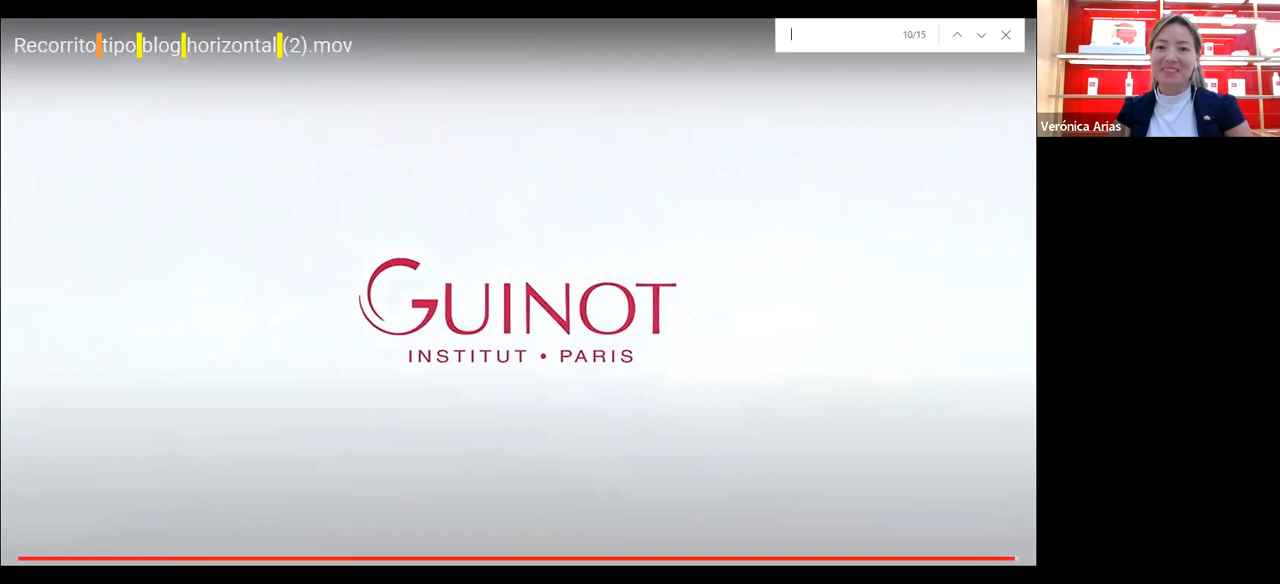 Recorrito tipo blog horizontal (2).mov
10/15
Verónica Arias
GUINOT
INSTITUT • PARIS